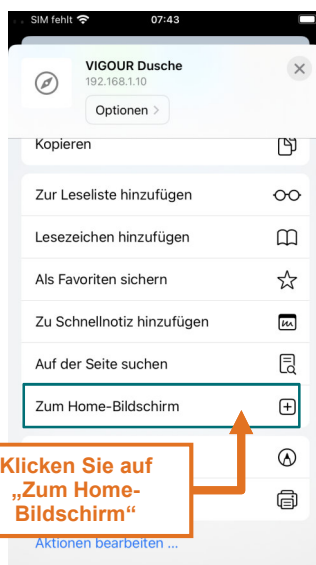 SIM fehlt 07:43
VIGOUR Dusche
192.168.1.10
Optionen >
Kopieren
Zur Leseliste hinzufügen
Lesezeichen hinzufügen
Als Favoriten sichern
Zu Schnellnotiz hinzufügen
Auf der Seite suchen
Zum Home-Bildschirm
Klicken Sie auf
„Zum Home-
Bildschirm“
Aktionen bearbeiten ...